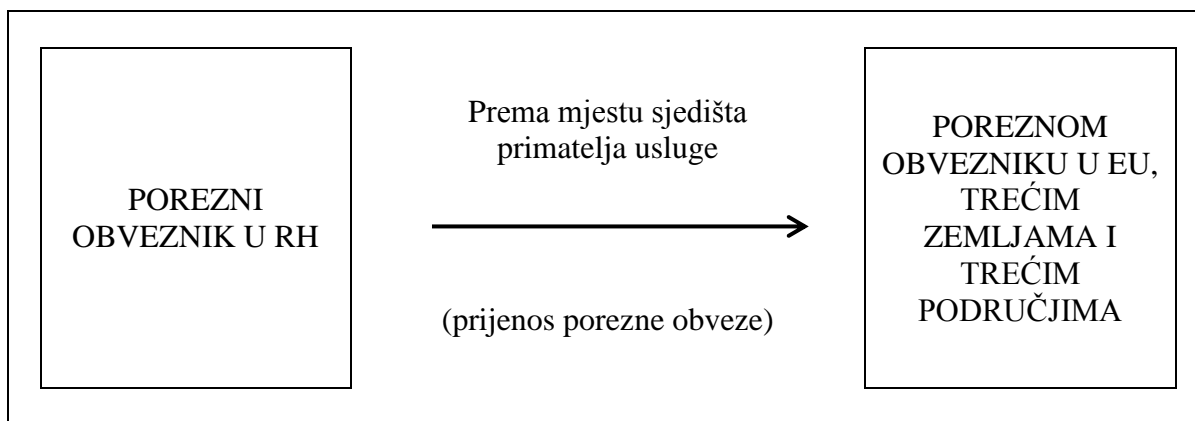 POREZNI
OBVEZNIK U RH
Prema mjestu sjedišta
primatelja usluge
(prijenos porezne obveze)
POREZNOM
OBVEZNIKU U EU,
TREĆIM
ZEMLJAMA I
TREĆIM
PODRUČJIMA